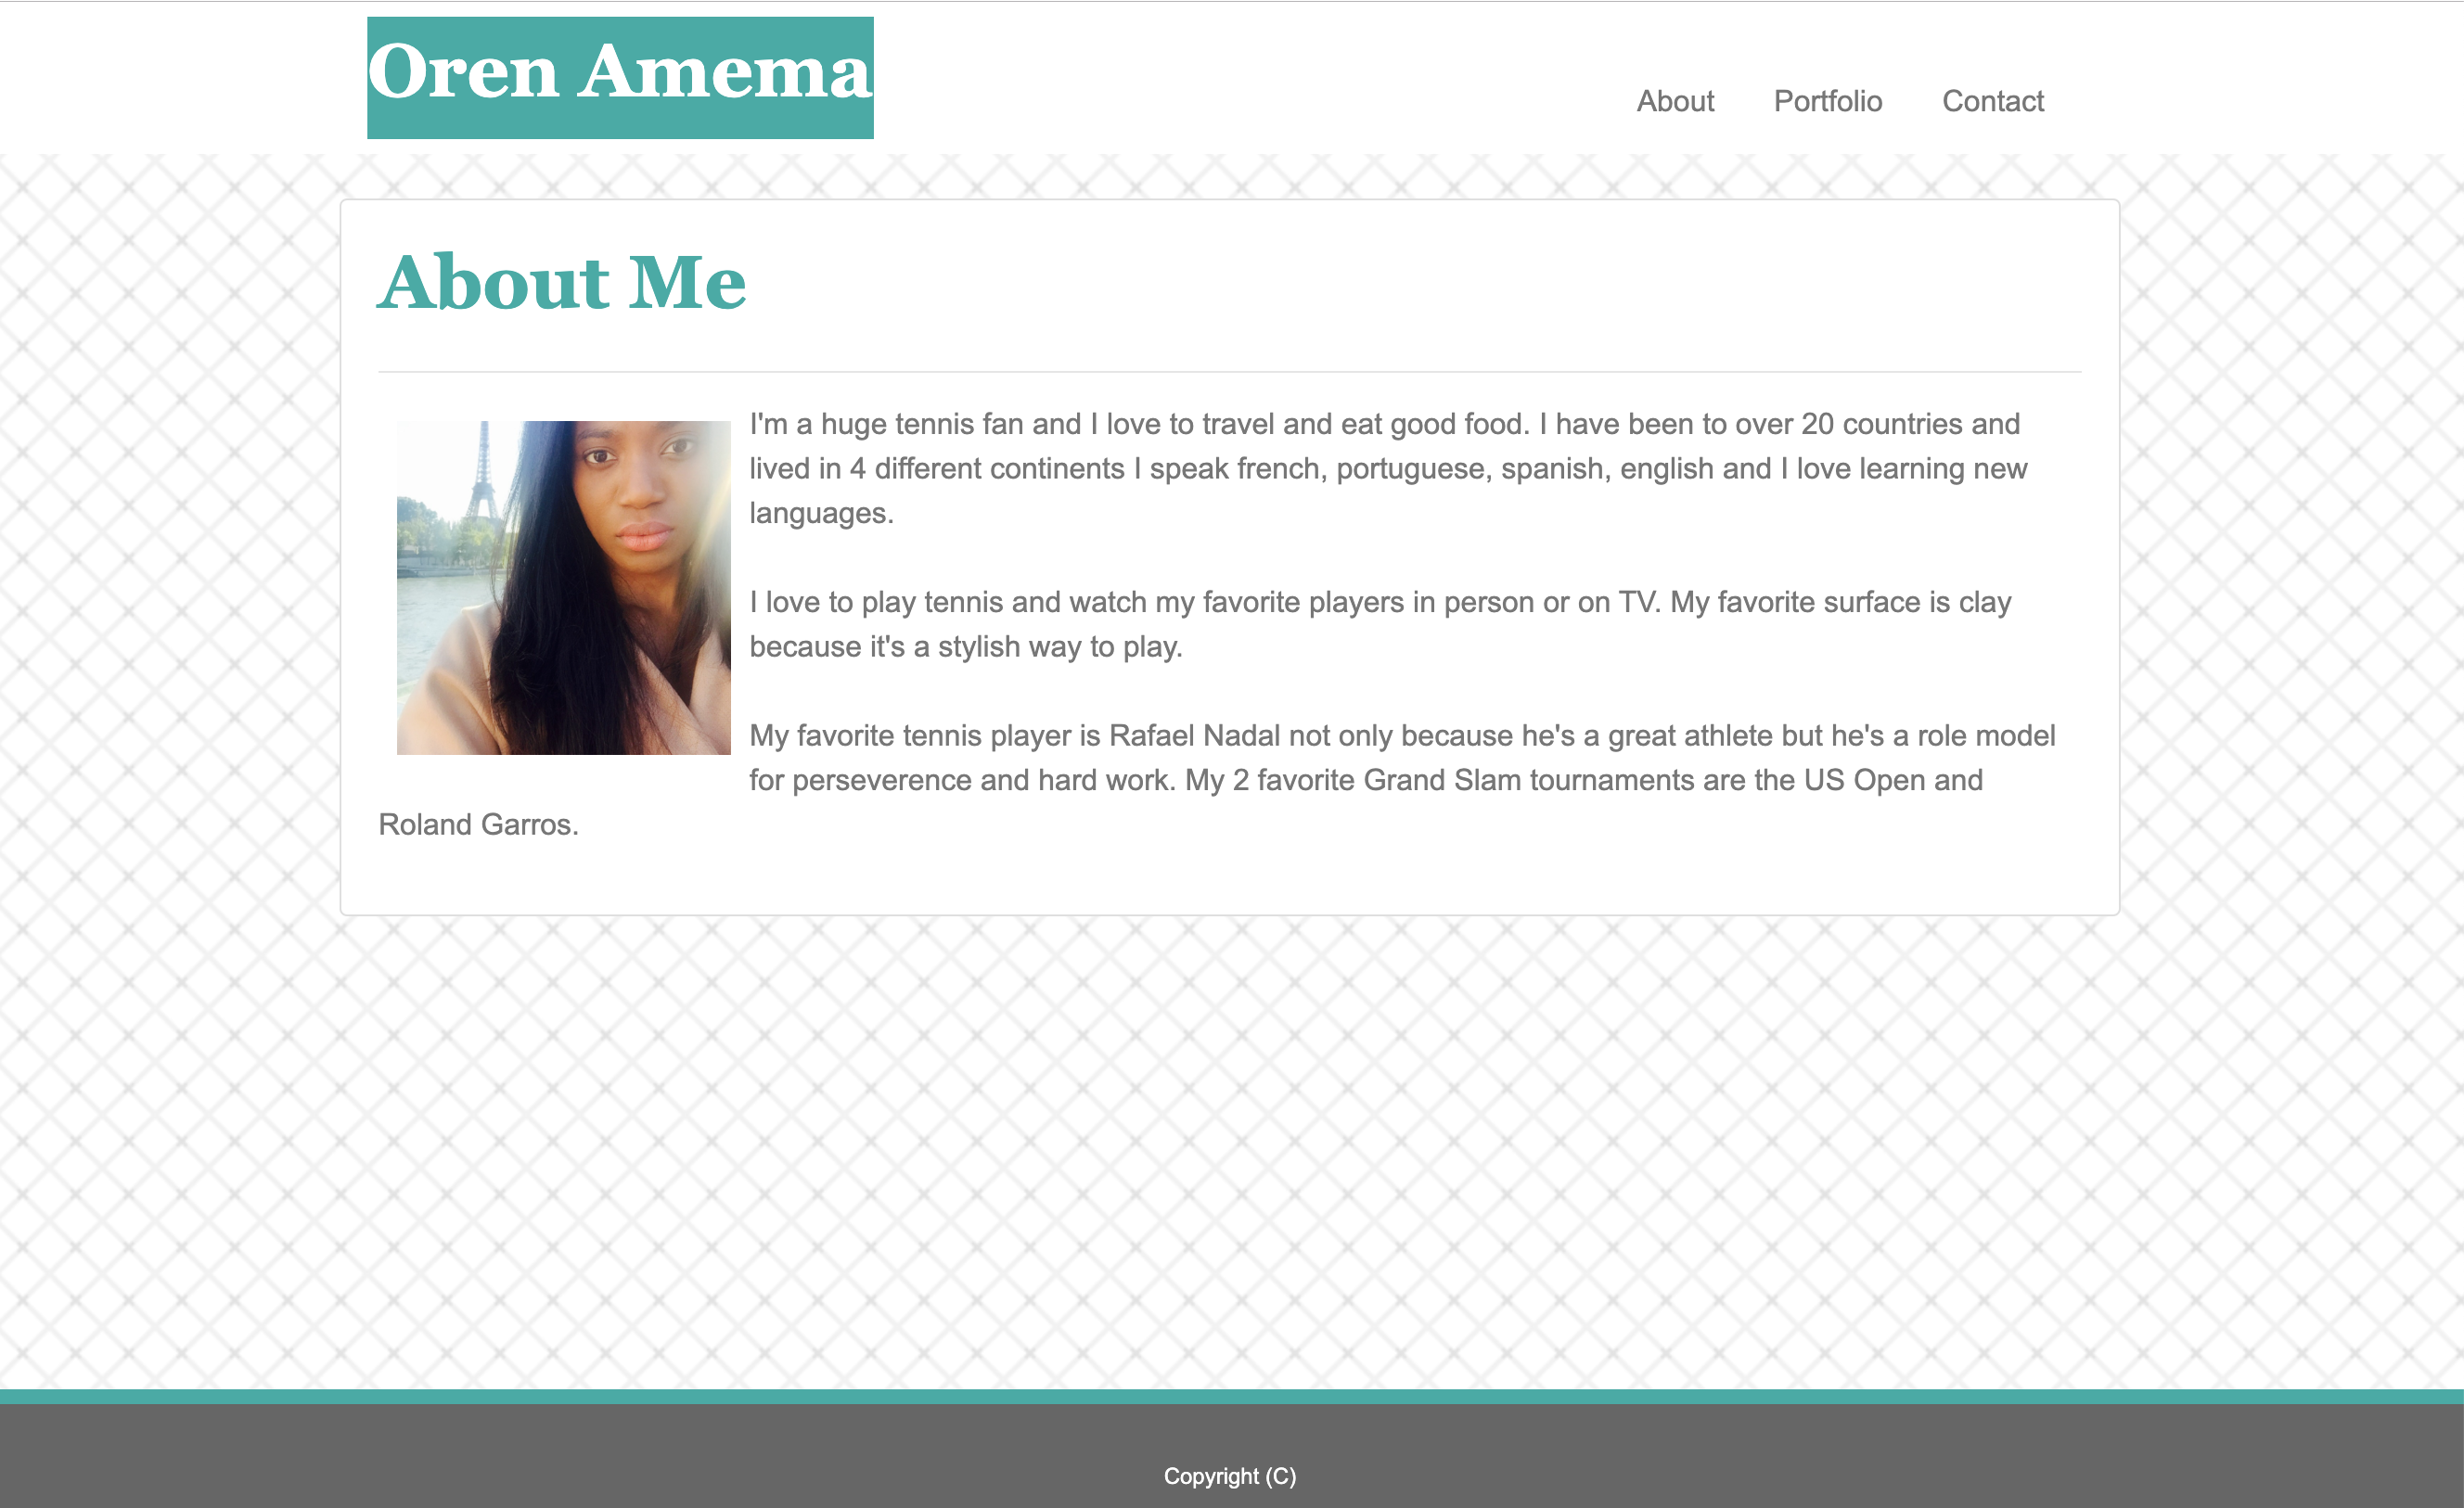 Oren Amema
About Portfolio Contact
About Me
I'm a huge tennis fan and I love to travel and eat good food. I have been to over 20 countries and
lived in 4 different continents I speak french, portuguese, spanish, english and I love learning new
languages.
I love to play tennis and watch my favorite players in person or on TV. My favorite surface is clay
because it's a stylish way to play.
My favorite tennis player is Rafael Nadal not only because he's a great athlete but he's a role model
for perseverence and hard work. My 2 favorite Grand Slam tournaments are the US Open and
Roland Garros.
Copyright (C)